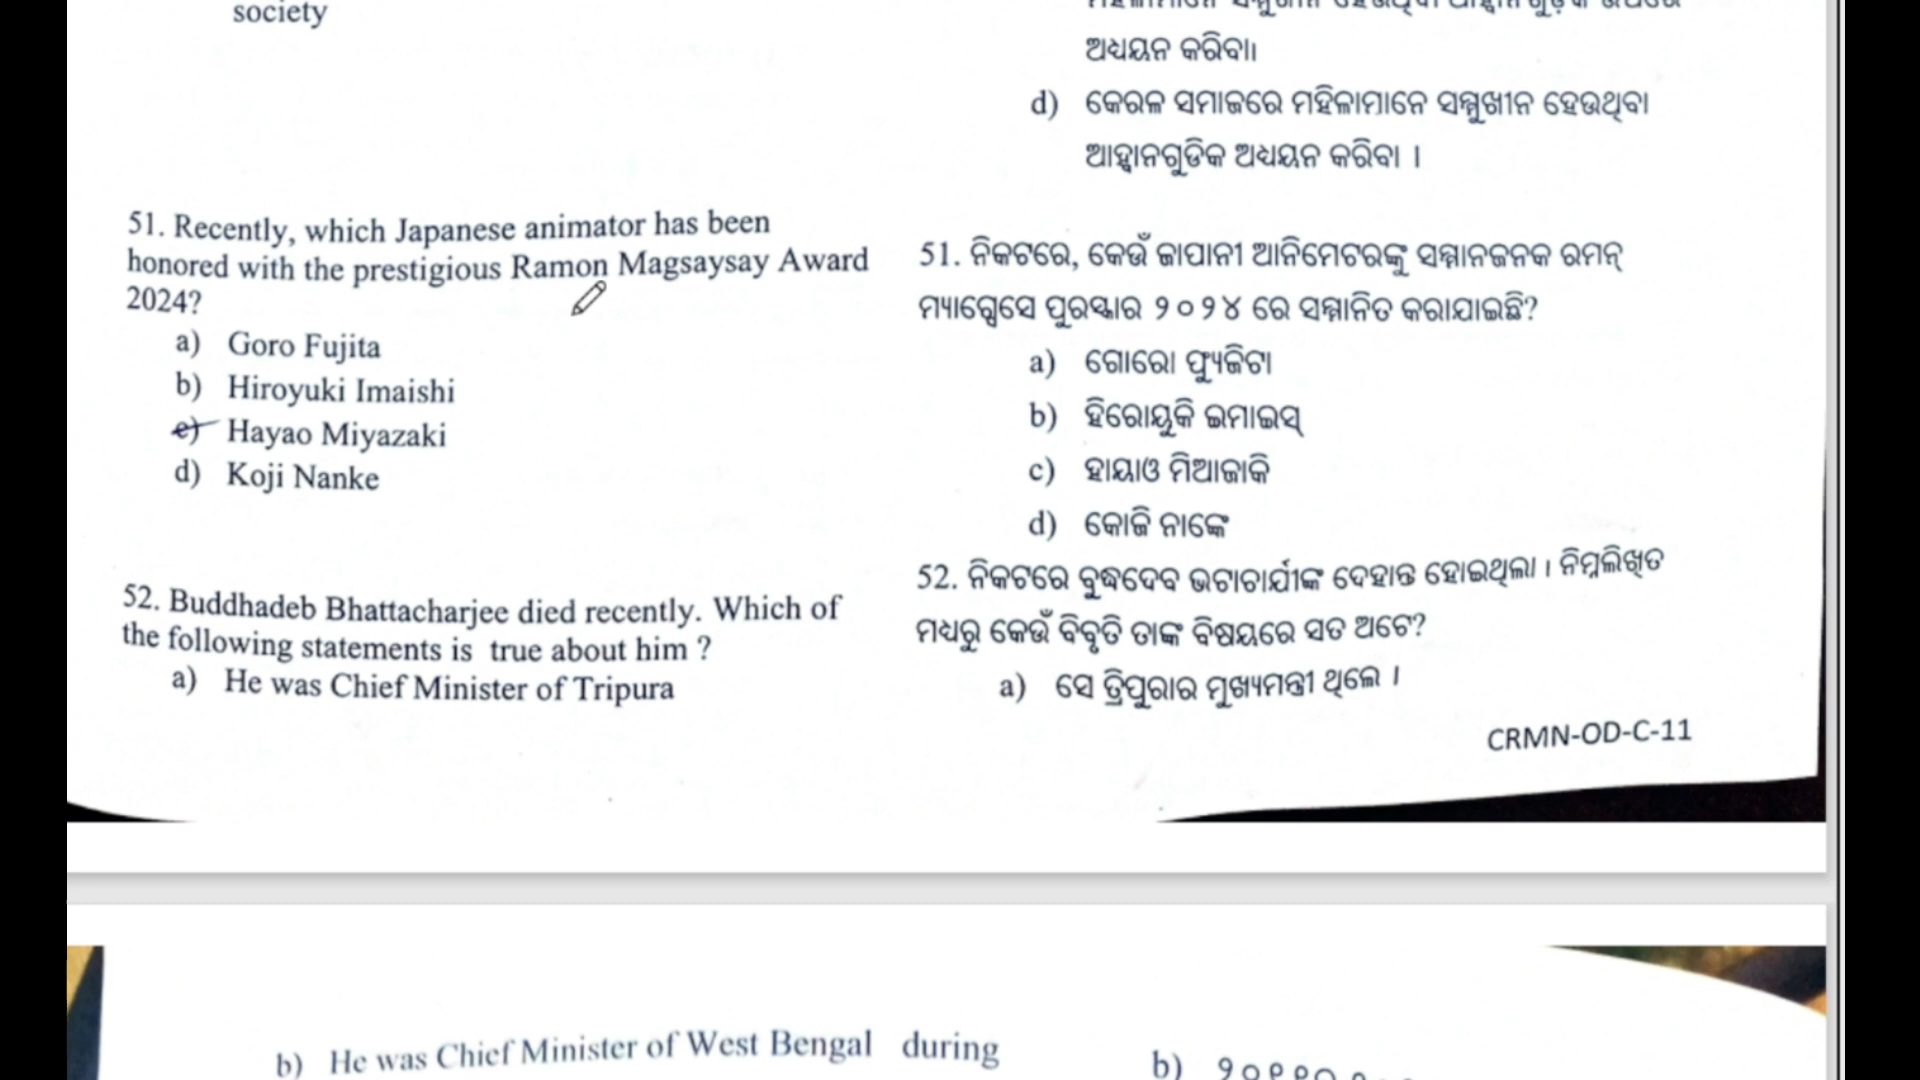 society
ଅଧ୍ୟୟନ କରିବା।
d) କେରଳ ସମାଜରେ ମହିଳାମାନେ ସମ୍ମୁଖୀନ ହେଉଥିବା
ଆହ୍ୱାନଗୁଡିକ ଅଧ୍ୟୟନ କରିବା ।
51. Recently, which Japanese animator has been
honored with the prestigious Ramon Magsaysay Award
2024?
a) Goro Fujita
b) Hiroyuki Imaishi
c) Hayao Miyazaki
d) Koji Nanke
51. ନିକଟରେ, କେଉଁ ଜାପାନୀ ଆନିମେଟରଙ୍କୁ ସମ୍ମାନଜନକ ରମନ୍
ମ୍ୟାଗ୍ସେସେ ପୁରସ୍କାର ୨୦୨୪ ରେ ସମ୍ମାନିତ କରାଯାଇଛି?
a) ଗୋରୋ ଫ୍ୟୁଜିଟା
b) ହିରୋୟୁକି ଇମାଇସ୍
c) ହାୟାଓ ମିଆଜାକି
d) କୋଜି ନାଙ୍କେ
52. Buddhadeb Bhattacharjee died recently. Which of
the following statements is true about him ?
a) He was Chief Minister of Tripura
52. ନିକଟରେ ବୁଦ୍ଧଦେବ ଭଟାଚାର୍ଯୀଙ୍କ ଦେହାନ୍ତ ହୋଇଥିଲା । ନିମ୍ନଲିଖିତ
ମଧ୍ୟରୁ କେଉଁ ବିବୃତି ତାଙ୍କ ବିଷୟରେ ସତ ଅଟେ?
a) ସେ ତ୍ରିପୁରାର ମୁଖ୍ୟମନ୍ତ୍ରୀ ଥିଲେ ।
CRMN-OD-C-11
b) He was Chief Minister of West Bengal during
b)